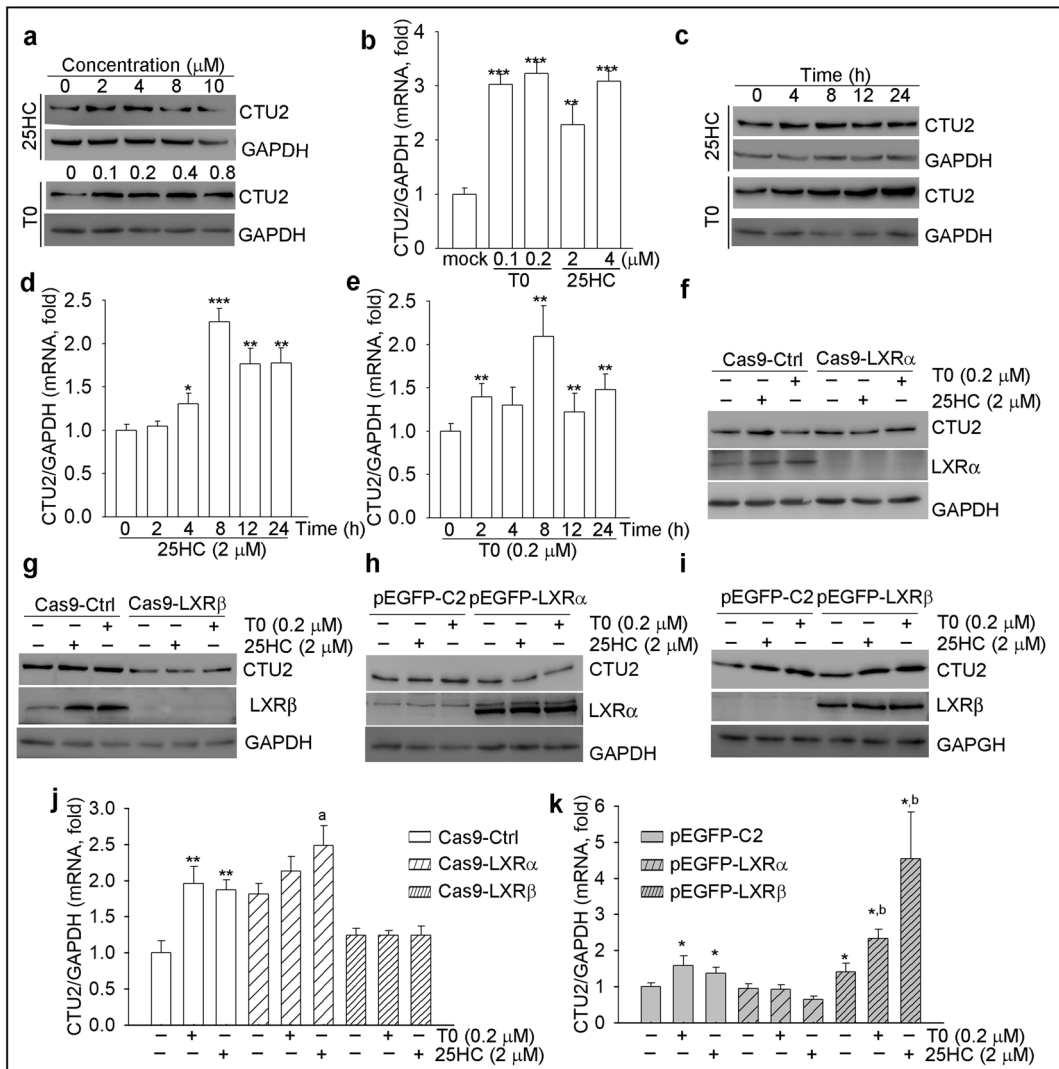 a
Concentration (μM)
0 2 4 8 10
25HC
CTU2
GAPDH
0 0.1 0.2 0.4 0.8
T0
CTU2
GAPDH
b
CTU2/GAPDH (mRNA, fold)
4
3
2
1
0
*** *** ** ***
mock 0.1 0.2 2 4 (μM)
T0 25HC
c
Time (h)
0 4 8 12 24
25HC
CTU2
GAPDH
T0
CTU2
GAPDH
d
CTU2/GAPDH (mRNA, fold)
2.5
2.0
1.5
1.0
0.5
0.0
* *** ** **
0 2 4 8 12 24 Time (h)
25HC (2 μM)
e
CTU2/GAPDH (mRNA, fold)
2.5
2.0
1.5
1.0
0.5
0.0
** ** ** **
0 2 4 8 12 24 Time (h)
T0 (0.2 μM)
f
Cas9-Ctrl Cas9-LXRα
– – + – – + T0 (0.2 μM)
– + – – + – 25HC (2 μM)
CTU2
LXRα
GAPDH
g
Cas9-Ctrl Cas9-LXRβ
– – + – – + T0 (0.2 μM)
– + – – + – 25HC (2 μM)
CTU2
LXRβ
GAPDH
h
pEGFP-C2 pEGFP-LXRα
– – + – – + T0 (0.2 μM)
– + – – + – 25HC (2 μM)
CTU2
LXRα
GAPDH
i
pEGFP-C2 pEGFP-LXRβ
– – + – – + T0 (0.2 μM)
– + – – + – 25HC (2 μM)
CTU2
LXRβ
GAPGH
j
CTU2/GAPDH (mRNA, fold)
3.0
2.5
2.0
1.5
1.0
0.5
0.0
** ** a
Cas9-Ctrl
Cas9-LXRα
Cas9-LXRβ
– + – – + – – + – T0 (0.2 μM)
– – + – – + – – + 25HC (2 μM)
k
CTU2/GAPDH (mRNA, fold)
6
5
4
2
1
0
* * * *,b *,b
pEGFP-C2
pEGFP-LXRα
pEGFP-LXRβ
– + – – + – – + – T0 (0.2 μM)
– – + – – + – – + 25HC (2 μM)